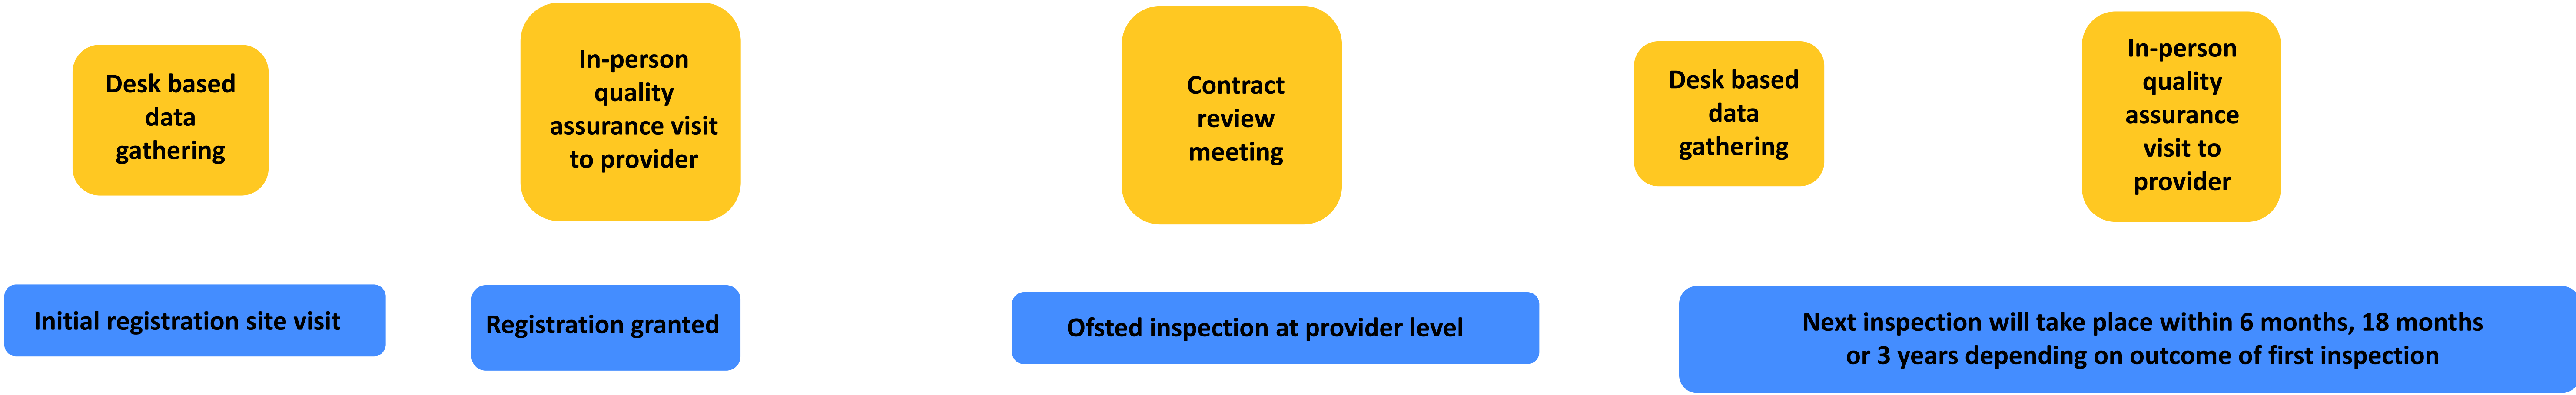 Desk based
data
gathering
In-person
quality
assurance visit
to provider
Contract
review
meeting
Desk based
data
gathering
In-person
quality
assurance
visit to
provider
Initial registration site visit
Registration granted
Ofsted inspection at provider level
Next inspection will take place within 6 months, 18 months
or 3 years depending on outcome of first inspection